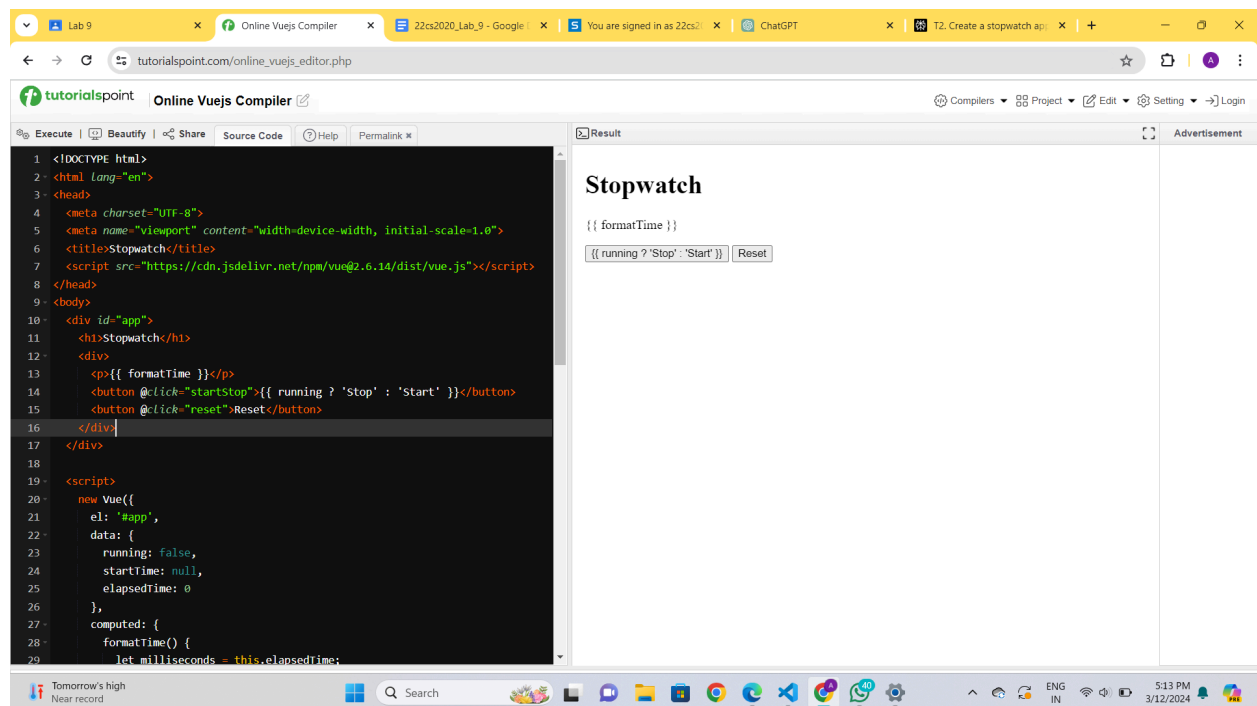 Lab 9
Online Vuejs Compiler
22cs2020_Lab_9 - Google D
You are signed in as 22cs2
ChatGPT
T2. Create a stopwatch ap
tutorialspoint.com/online_vuejs_editor.php
A
tutorialspoint
Online Vuejs Compiler
Compilers
Project
Edit
Setting
Login
Execute | Beautify | Share
Source Code
Help
Permalink
Result
Advertisement
1 <!DOCTYPE html>
2 <html lang="en">
3 <head>
4 <meta charset="UTF-8">
5 <meta name="viewport" content="width=device-width, initial-scale=1.0">
6 <title>Stopwatch</title>
7 <script src="https://cdn.jsdelivr.net/npm/vue@2.6.14/dist/vue.js"></script>
8 </head>
9 <body>
10 <div id="app">
11 <h1>Stopwatch</h1>
12 <div>
13 <p>{{ formatTime }}</p>
14 <button @click="startStop">{{ running ? 'Stop' : 'Start' }}</button>
15 <button @click="reset">Reset</button>
16 </div>
17 </div>
18
19 <script>
20 new Vue({
21 el: '#app',
22 data: {
23 running: false,
24 startTime: null,
25 elapsedTime: 0
26 },
27 computed: {
28 formatTime() {
29 let milliseconds = this.elapsedTime;
Stopwatch
{{ formatTime }}
{{ running ? 'Stop' : 'Start' }} Reset
Tomorrow's high
Near record
Search
A
40
ENG
IN
5:13 PM
3/12/2024
PRE